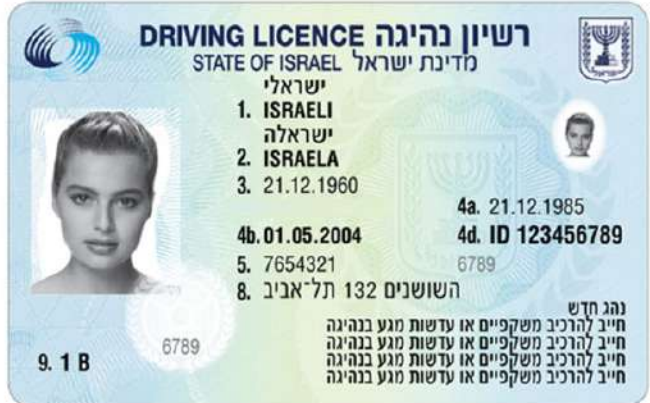 DRIVING LICENCE רשיון נהיגה
STATE OF ISRAEL מדינת ישראל
ישראלי
1. ISRAELI
ישראלה
2. ISRAELA
3. 21.12.1960
4a. 21.12.1985
4b. 01.05.2004 4d. ID 123456789
5. 7654321 6789
8. השושנים 132 תל־אביב
נהג חדש
חייב להרכיב משקפיים או עדשות מגע בנהיגה
חייב להרכיב משקפיים או עדשות מגע בנהיגה
חייב להרכיב משקפיים או עדשות מגע בנהיגה
חייב להרכיב משקפיים או עדשות מגע בנהיגה
6789
9. 1 B